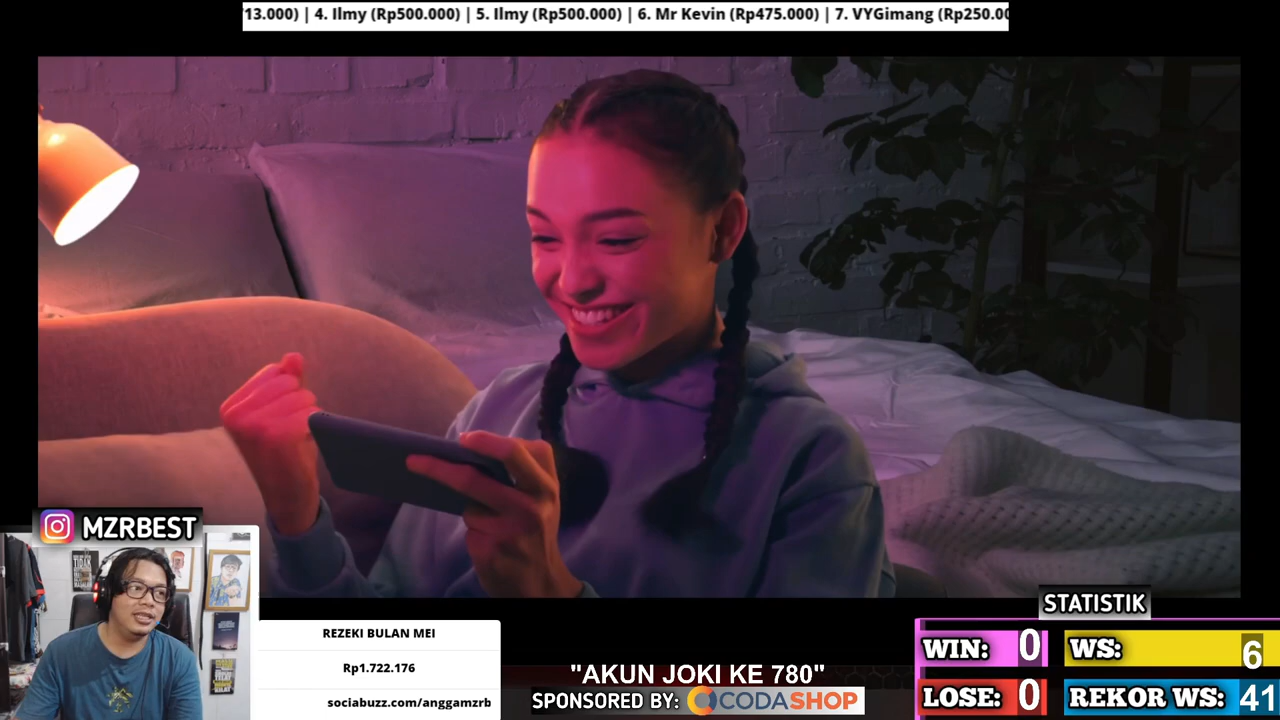 13.000) | 4. Ilmy (Rp500.000) | 5. Ilmy (Rp500.000) | 6. Mr Kevin (Rp475.000) | 7. VYGimang (Rp250.00
MZRBEST
TIDAK
STATISTIK
REZEKI BULAN MEI
Rp1.722.176
sociabuzz.com/anggamzrb
"AKUN JOKI KE 780"
SPONSORED BY: CODASHOP
WIN: 0
WS: 6
LOSE: 0
REKOR WS: 41